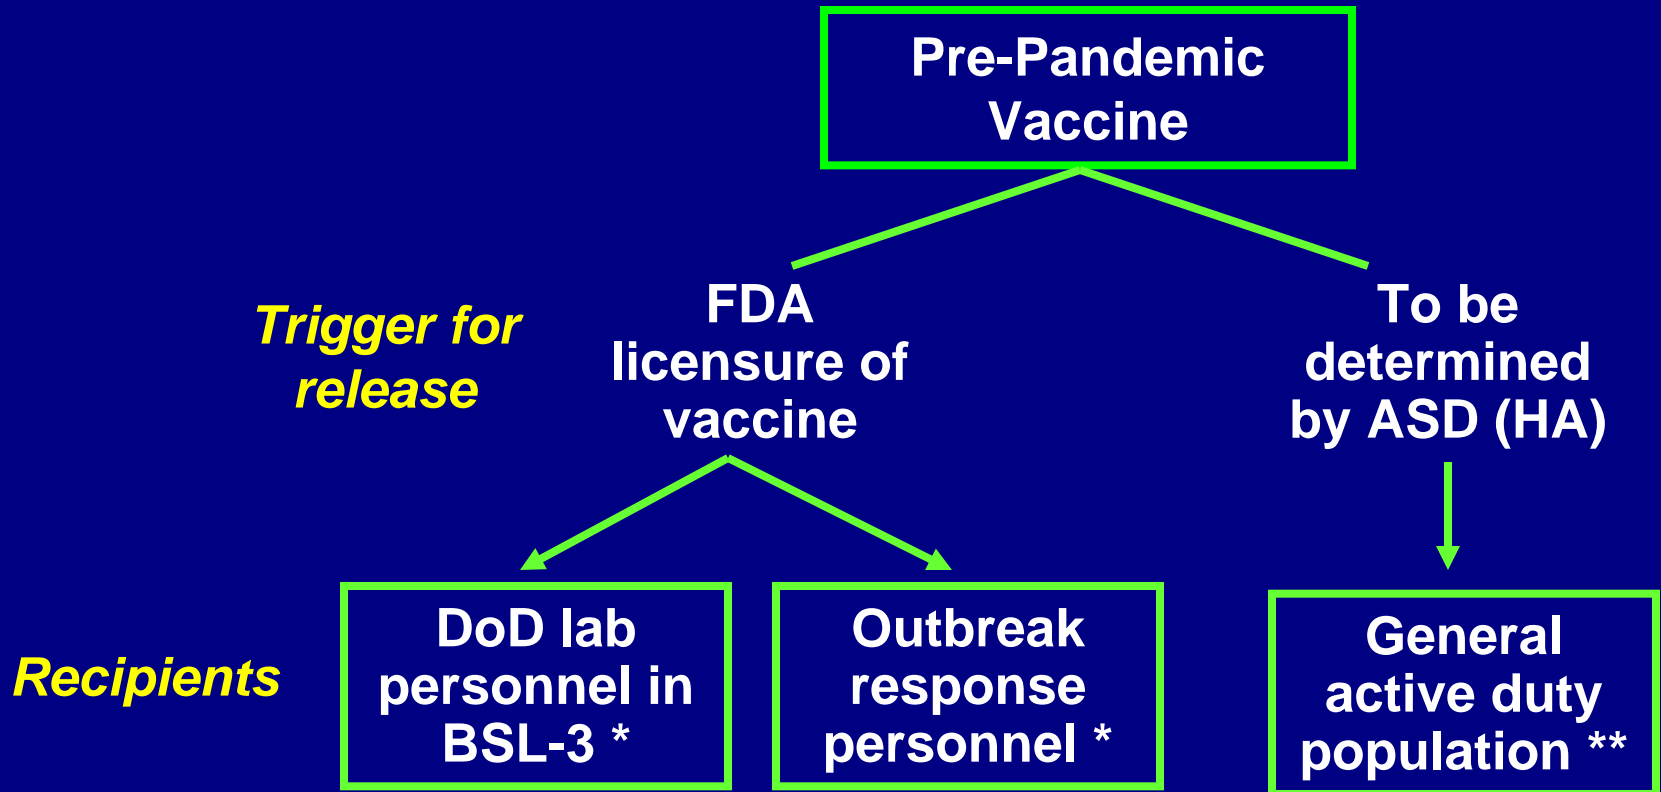 Pre-Pandemic
Vaccine
Trigger for
release
FDA
licensure of
vaccine
To be
determined
by ASD (HA)
Recipients
DoD lab
personnel in
BSL-3 *
Outbreak
response
personnel *
General
active duty
population **